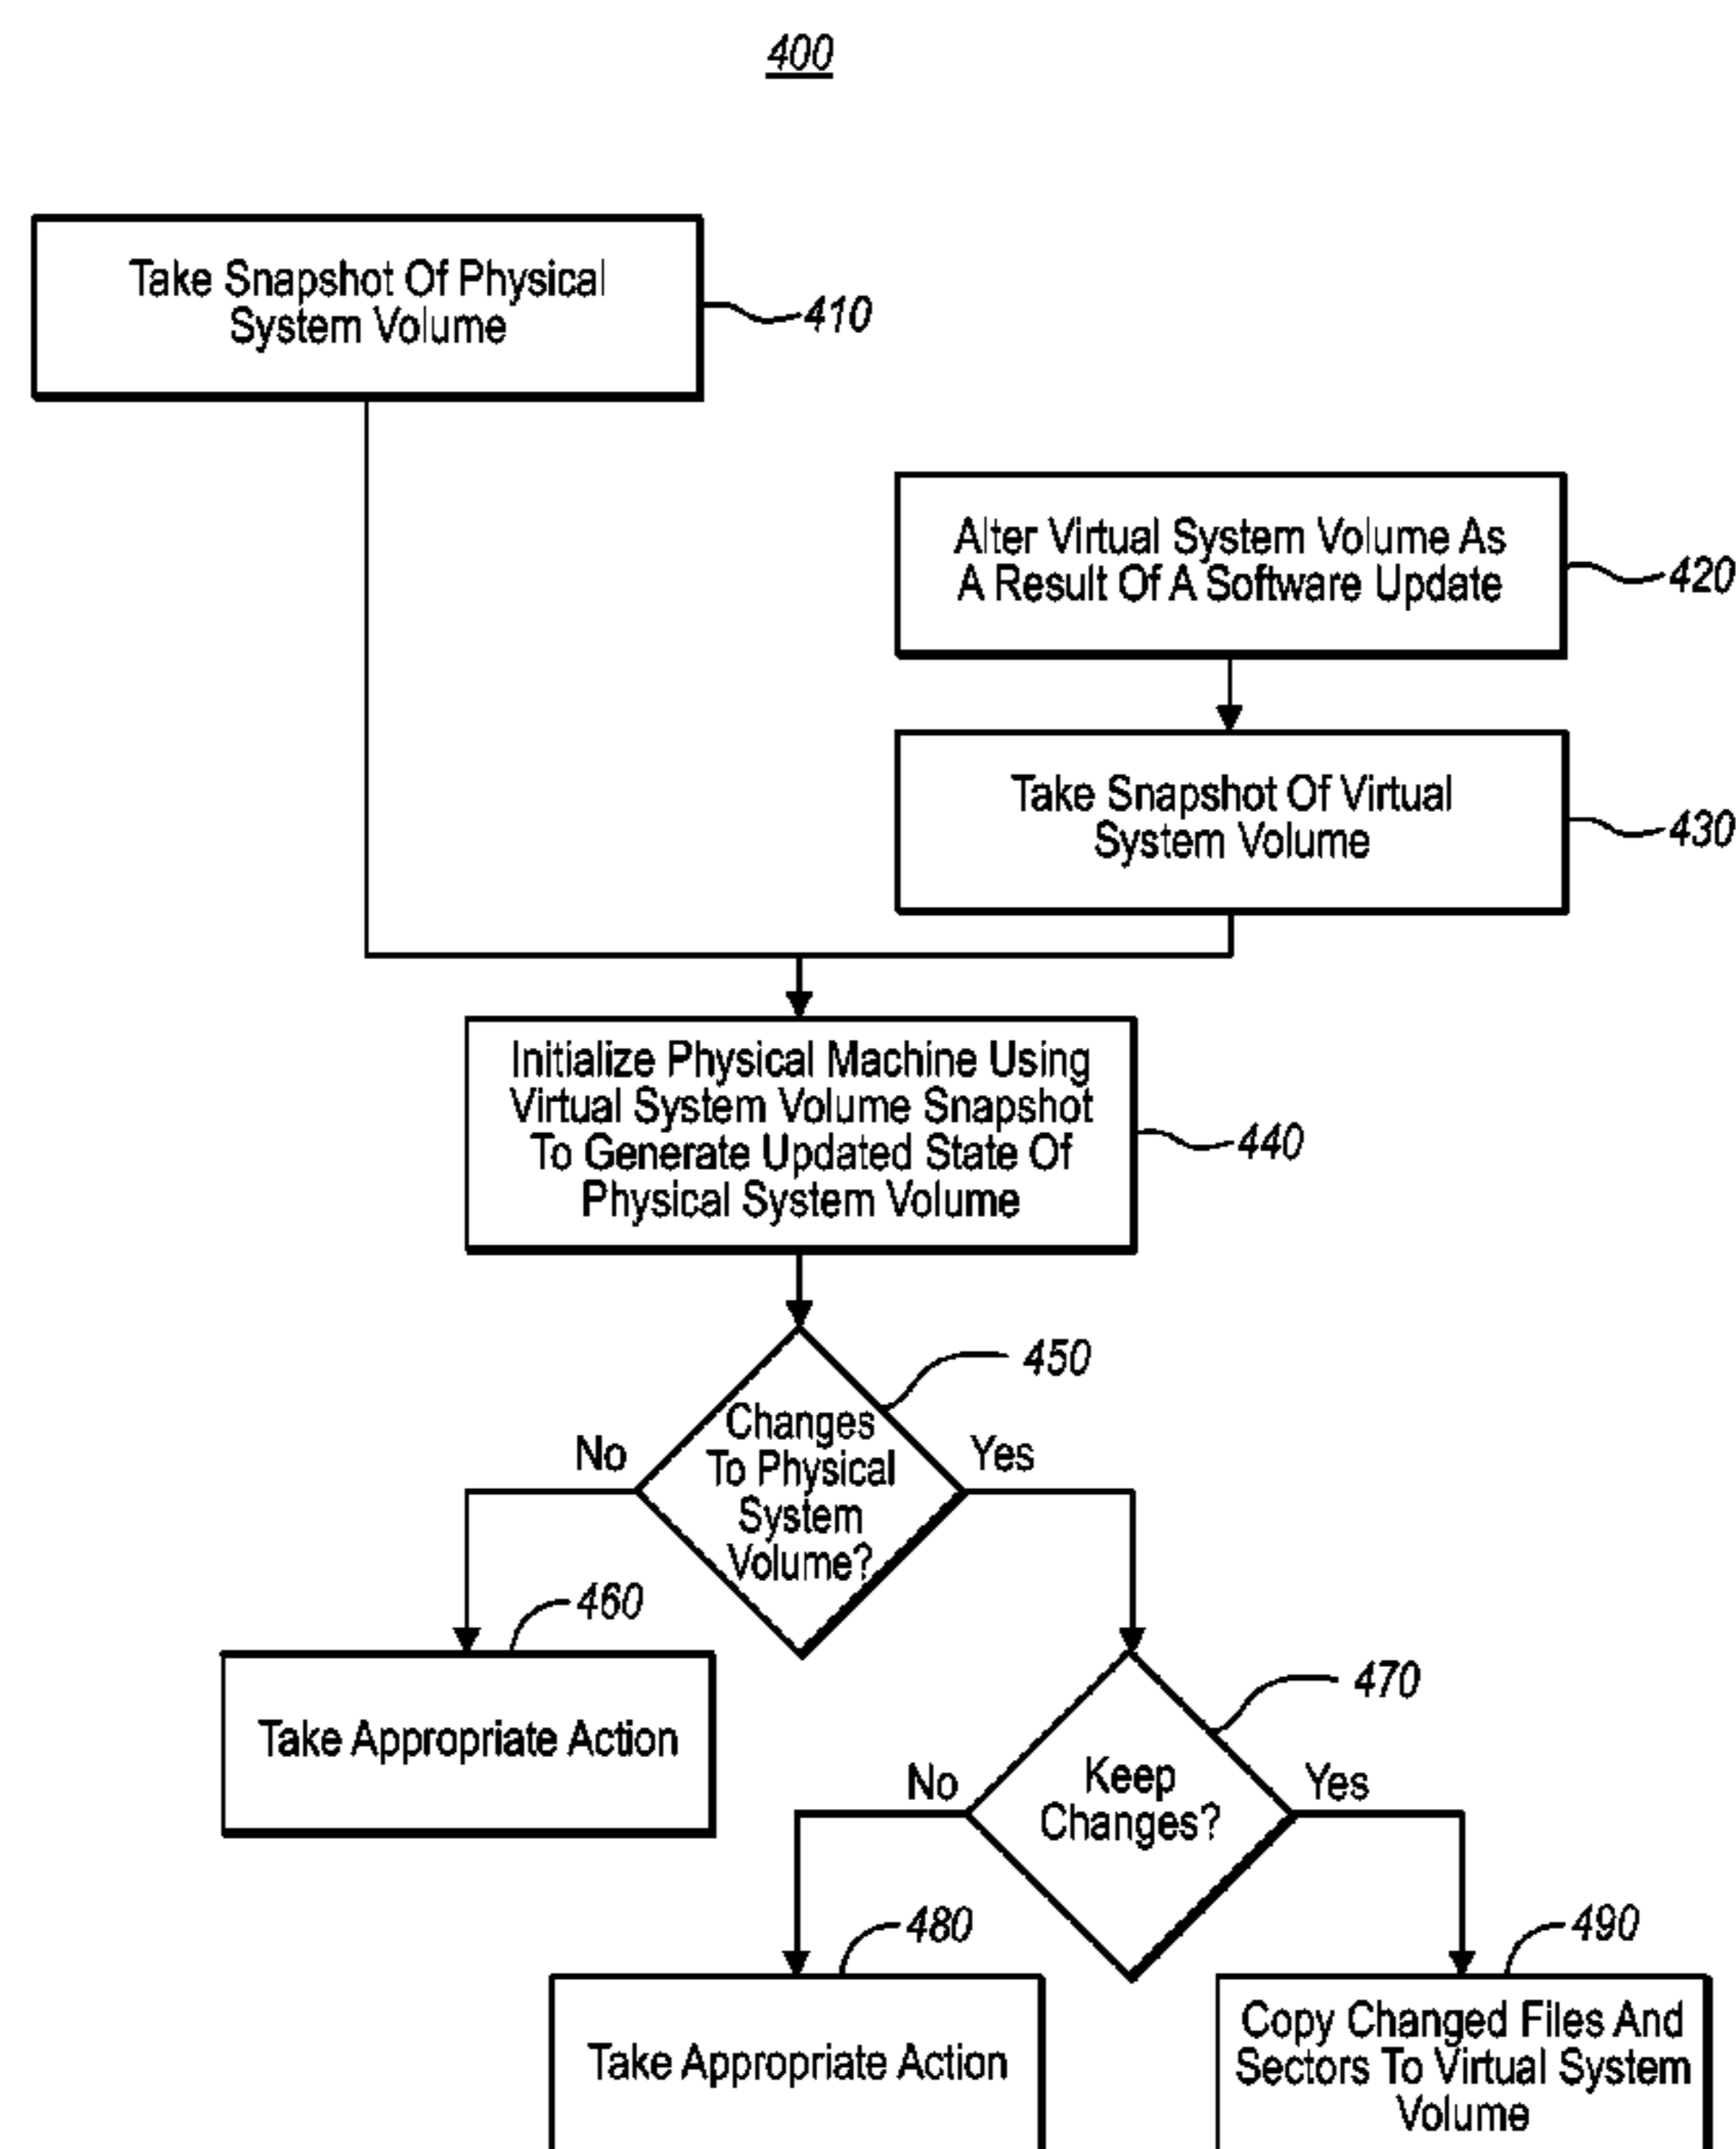 400
Take Snapshot Of Physical
System Volume
410
Alter Virtual System Volume As
A Result Of A Software Update
420
Take Snapshot Of Virtual
System Volume
430
Initialize Physical Machine Using
Virtual System Volume Snapshot
To Generate Updated State Of
Physical System Volume
440
450
Changes
To Physical
System
Volume?
No
Yes
460
Take Appropriate Action
470
Keep
Changes?
No
Yes
480
Take Appropriate Action
490
Copy Changed Files And
Sectors To Virtual System
Volume